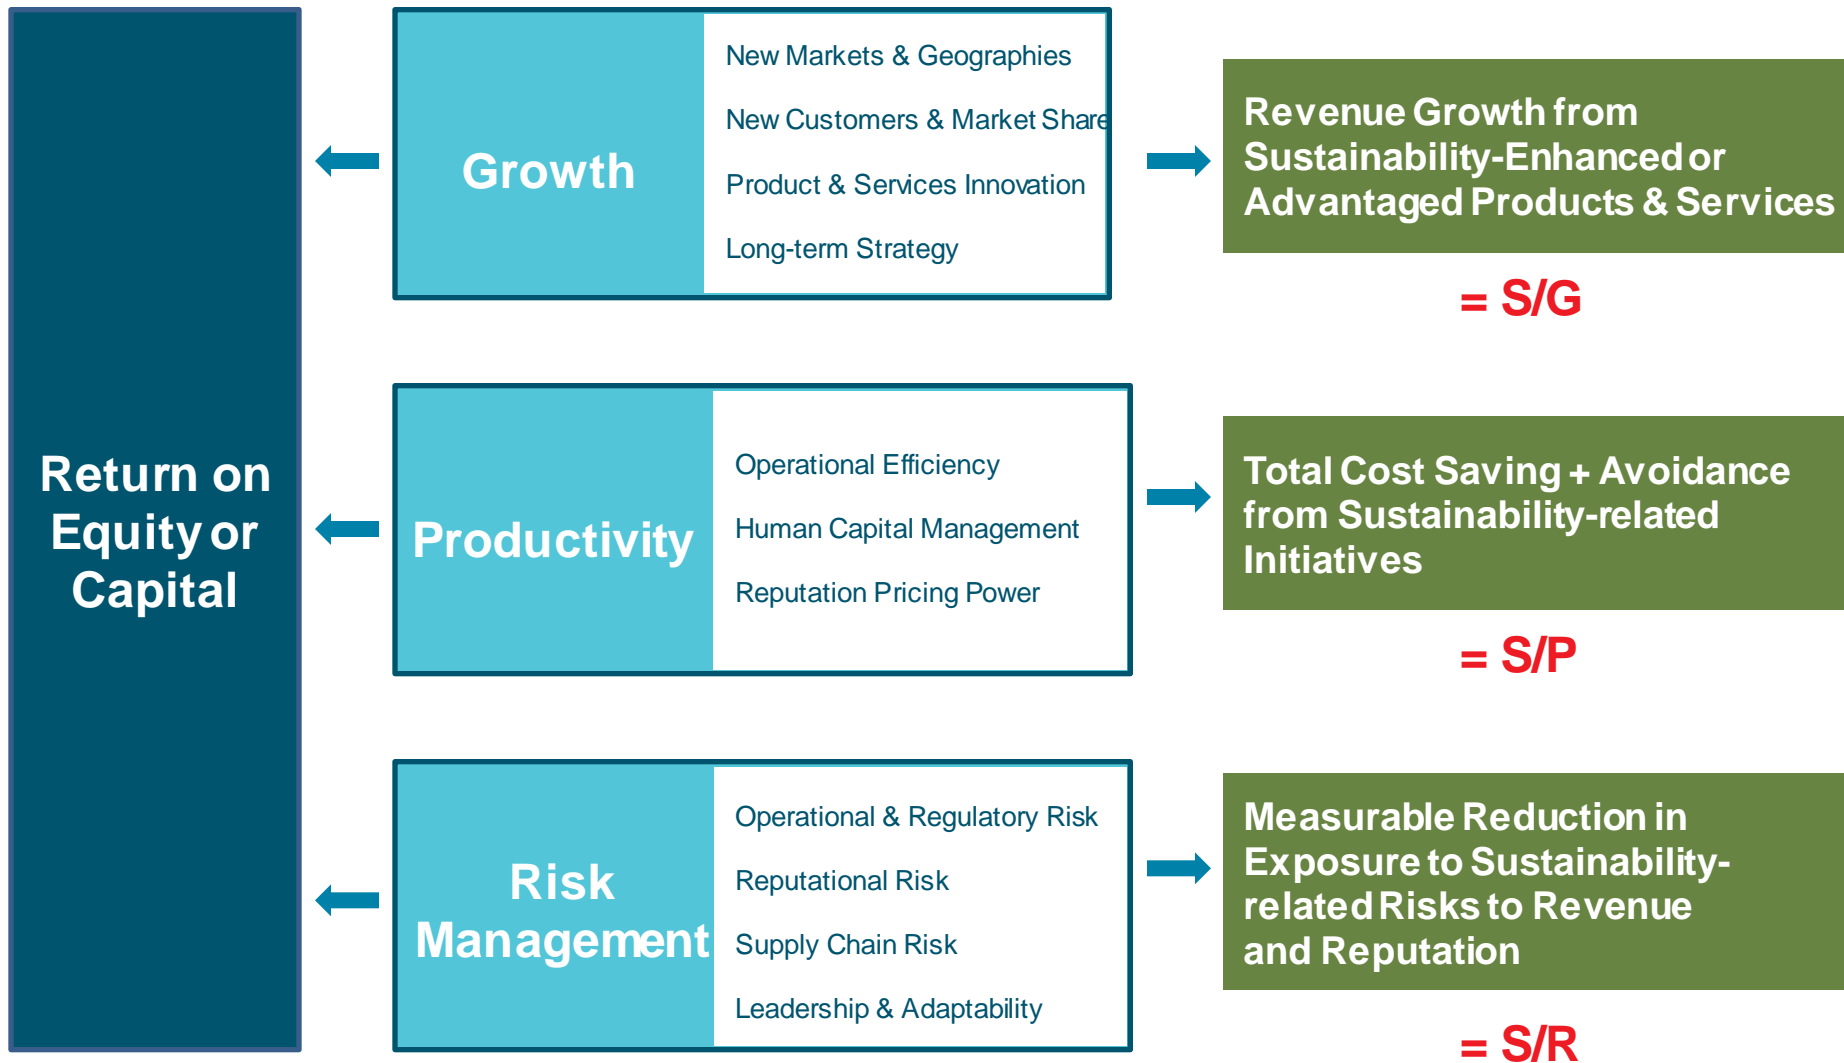 Return on
Equity or
Capital
Growth
New Markets & Geographies
New Customers & Market Share
Product & Services Innovation
Long-term Strategy
Revenue Growth from
Sustainability-Enhanced or
Advantaged Products & Services
= S/G
Productivity
Operational Efficiency
Human Capital Management
Reputation Pricing Power
Total Cost Saving + Avoidance
from Sustainability-related
Initiatives
= S/P
Risk
Management
Operational & Regulatory Risk
Reputational Risk
Supply Chain Risk
Leadership & Adaptability
Measurable Reduction in
Exposure to Sustainability-
related Risks to Revenue
and Reputation
= S/R